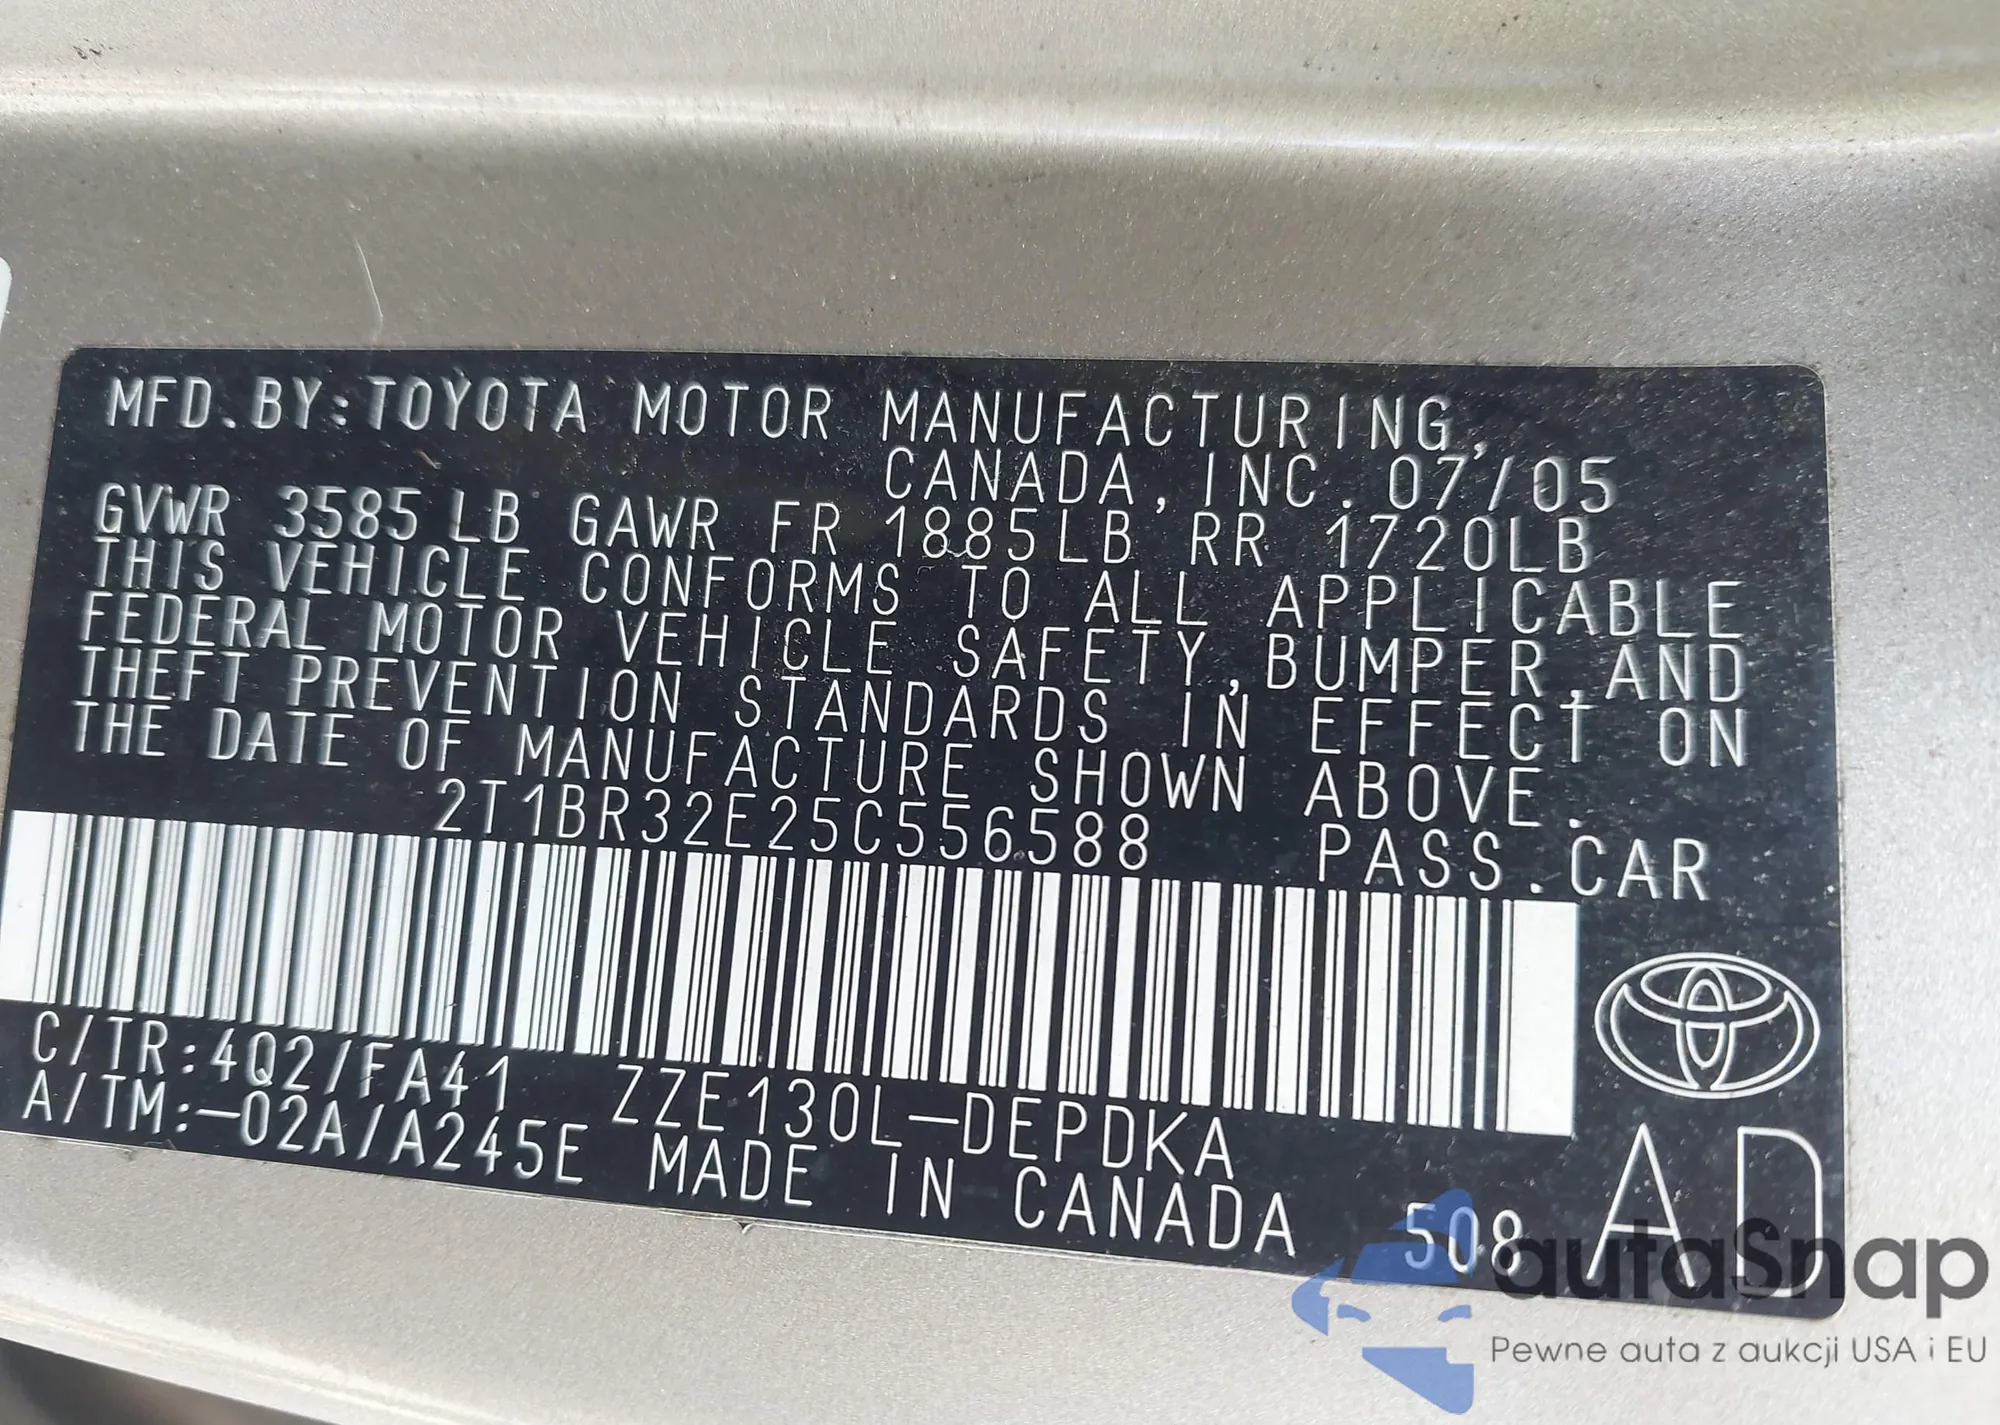 MFD.BY:TOYOTA MOTOR MANUFACTURING,
CANADA,INC. 07/05
GVWR 3585 LB GAWR FR 1885LB RR 1720LB
THIS VEHICLE CONFORMS TO ALL APPLICABLE
FEDERAL MOTOR VEHICLE SAFETY,BUMPER,AND
THEFT PREVENTION STANDARDS IN EFFECT ON
THE DATE OF MANUFACTURE SHOWN ABOVE.
2T1BR32E25C556588 PASS.CAR
C/TR:4Q2/FA41 ZZE130L-DEPDKA
A/TM:-02A/A245E MADE IN CANADA 508 AD
autaSnap
Pewne auta z aukcji USA i EU